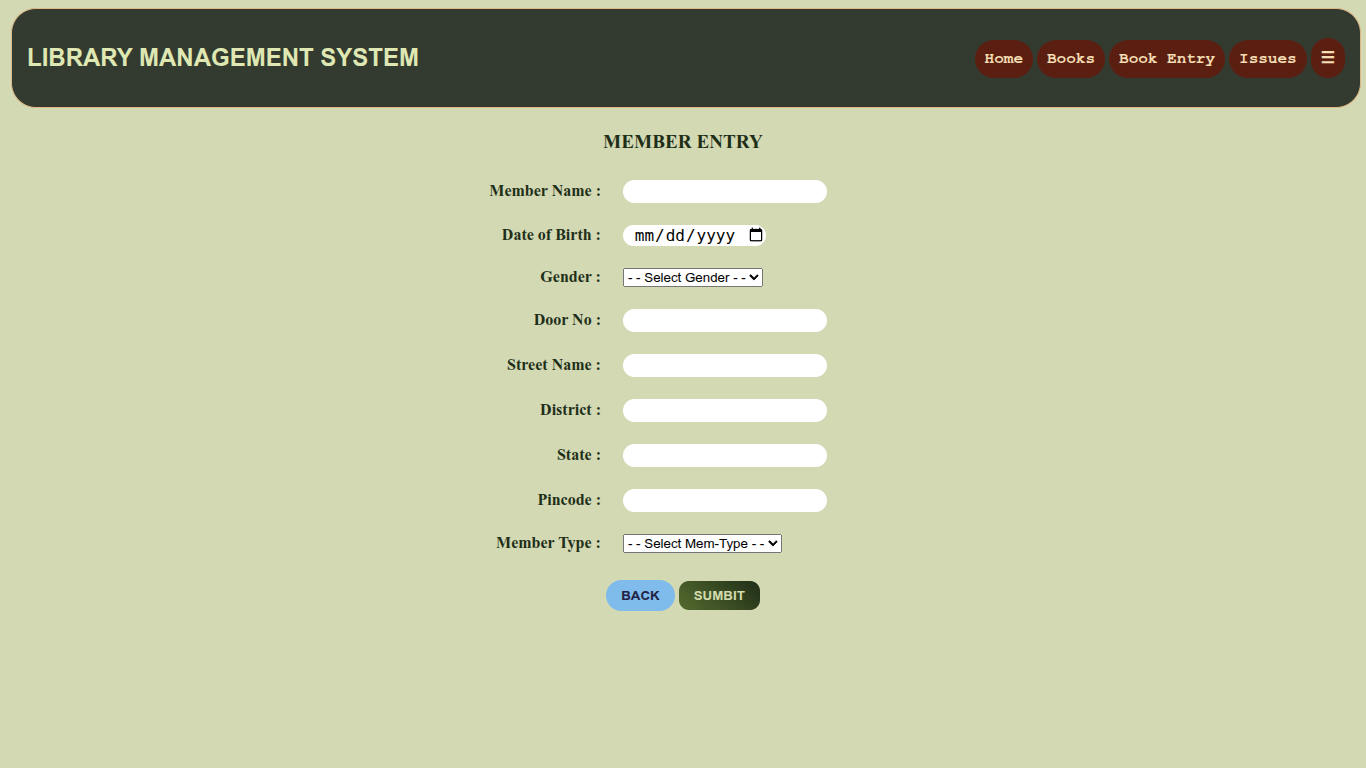 LIBRARY MANAGEMENT SYSTEM
Home Books Book Entry Issues ☰
MEMBER ENTRY
Member Name :
Date of Birth : mm/dd/yyyy
Gender : - - Select Gender - -
Door No :
Street Name :
District :
State :
Pincode :
Member Type : - - Select Mem-Type - -
BACK SUMBIT